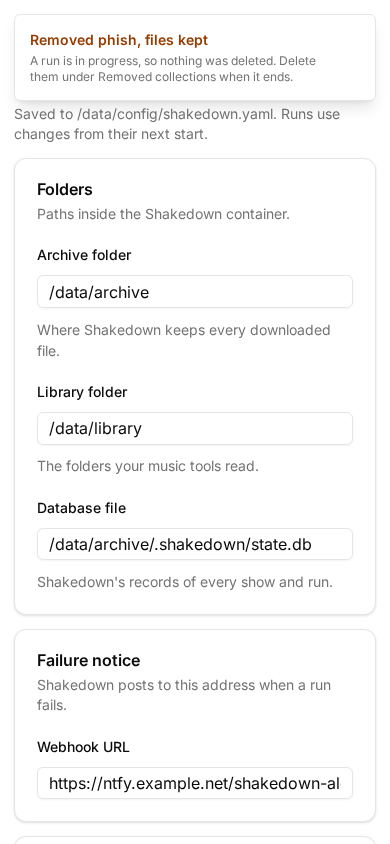 Removed phish, files kept
A run is in progress, so nothing was deleted. Delete
them under Removed collections when it ends.
Saved to /data/config/shakedown.yaml. Runs use
changes from their next start.
Folders
Paths inside the Shakedown container.
Archive folder
/data/archive
Where Shakedown keeps every downloaded
file.
Library folder
/data/library
The folders your music tools read.
Database file
/data/archive/.shakedown/state.db
Shakedown's records of every show and run.
Failure notice
Shakedown posts to this address when a run
fails.
Webhook URL
https://ntfy.example.net/shakedown-al